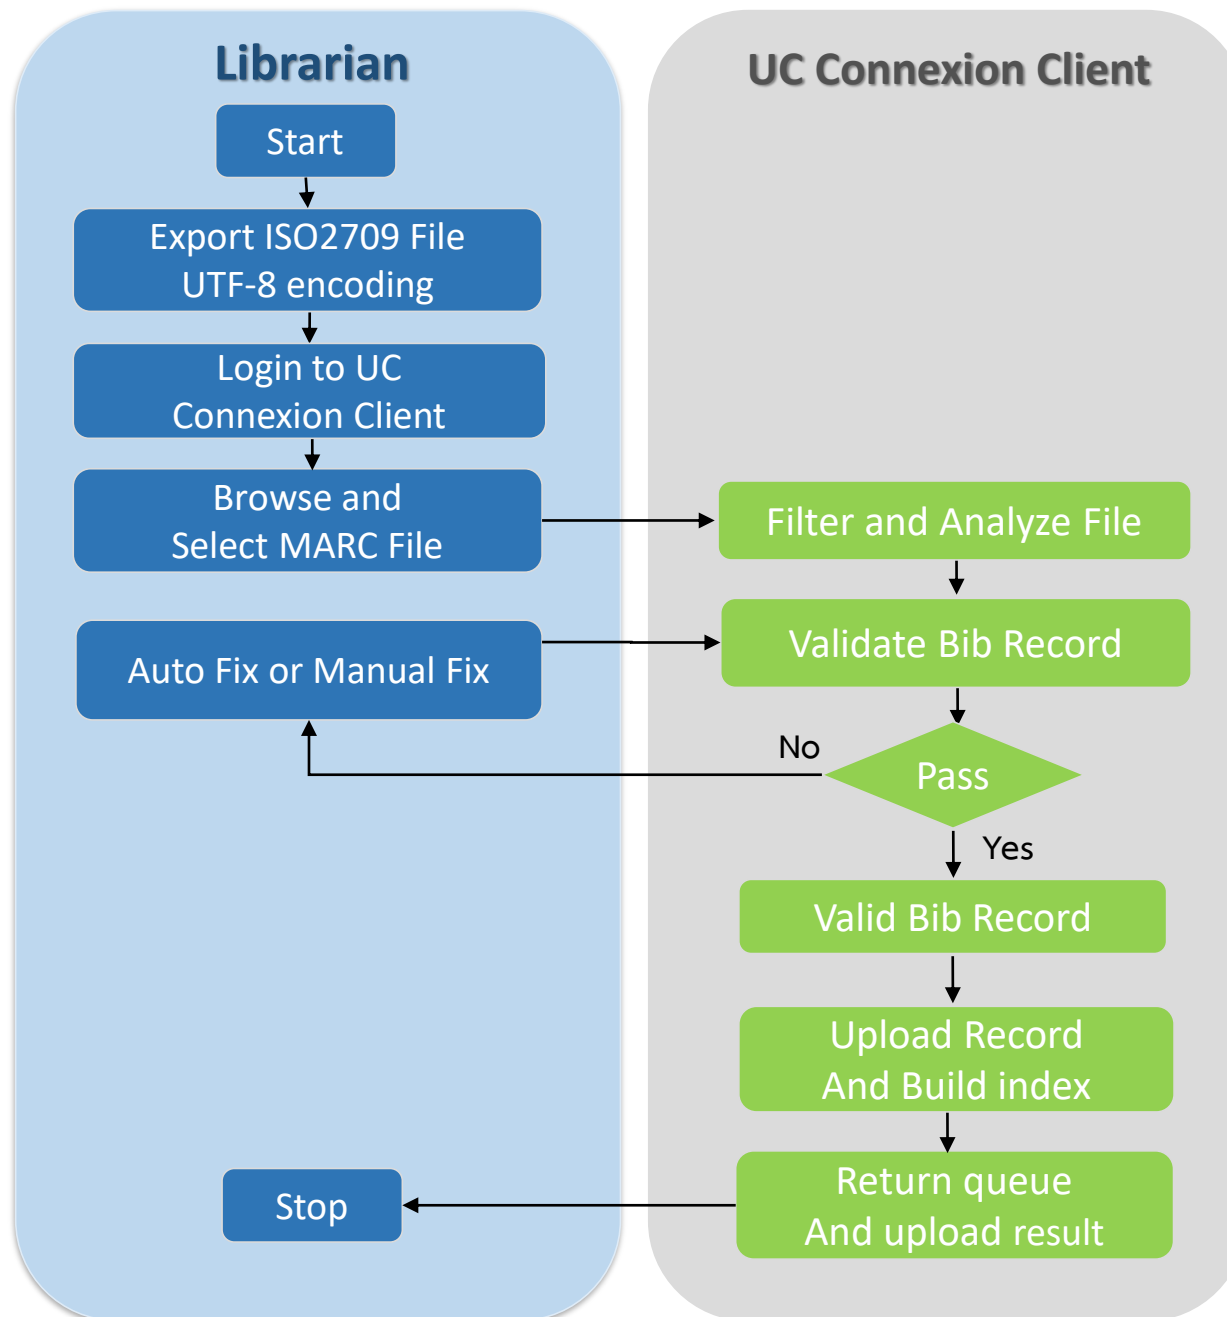 Librarian
UC Connexion Client
Start
Export ISO2709 File
UTF-8 encoding
Login to UC
Connexion Client
Browse and
Select MARC File
Filter and Analyze File
Auto Fix or Manual Fix
Validate Bib Record
No
Pass
Yes
Valid Bib Record
Upload Record
And Build index
Return queue
And upload result
Stop